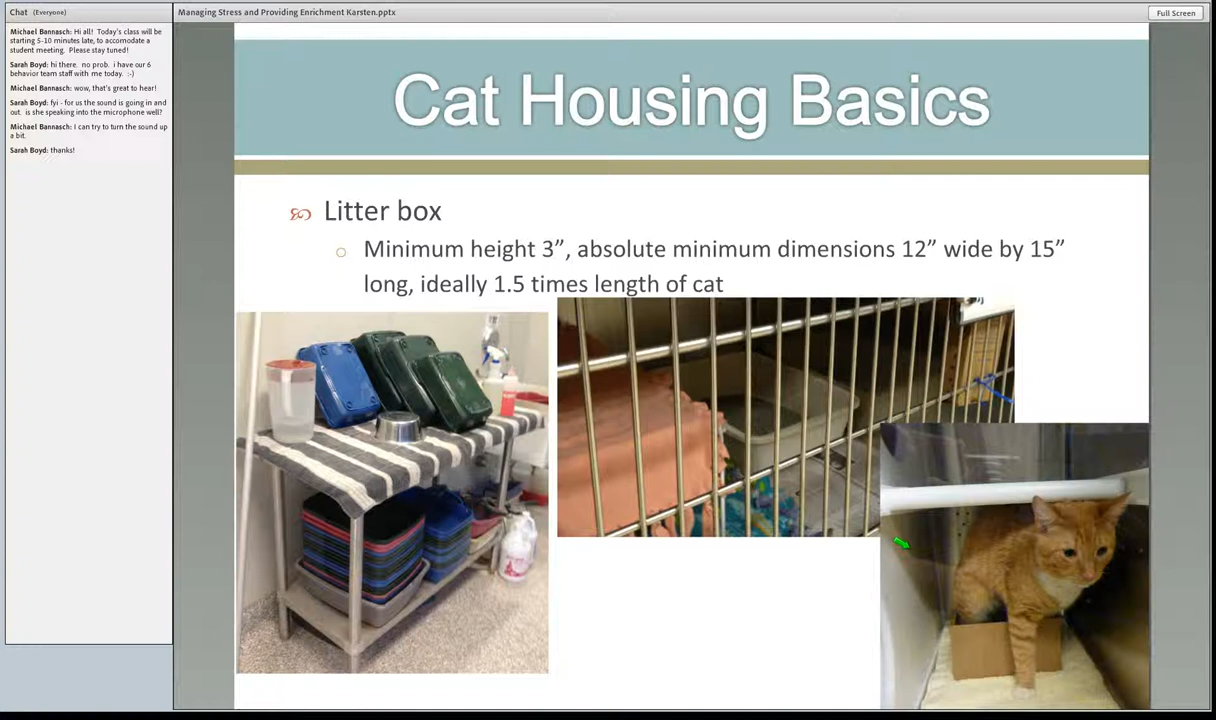 Chat (Everyone)
Managing Stress and Providing Enrichment Karsten.pptx
Full Screen
Michael Bannasch: Hi all! Today's class will be
starting 5-10 minutes late, to accomodate a
student meeting. Please stay tuned!
Sarah Boyd: hi there. no prob. i have our 6
behavior team staff with me today. :-)
Michael Bannasch: wow, that's great to hear!
Sarah Boyd: fyi - for us the sound is going in and
out. is she speaking into the microphone well?
Michael Bannasch: I can try to turn the sound up
a bit.
Sarah Boyd: thanks!
Cat Housing Basics
Litter box
Minimum height 3”, absolute minimum dimensions 12” wide by 15”
long, ideally 1.5 times length of cat